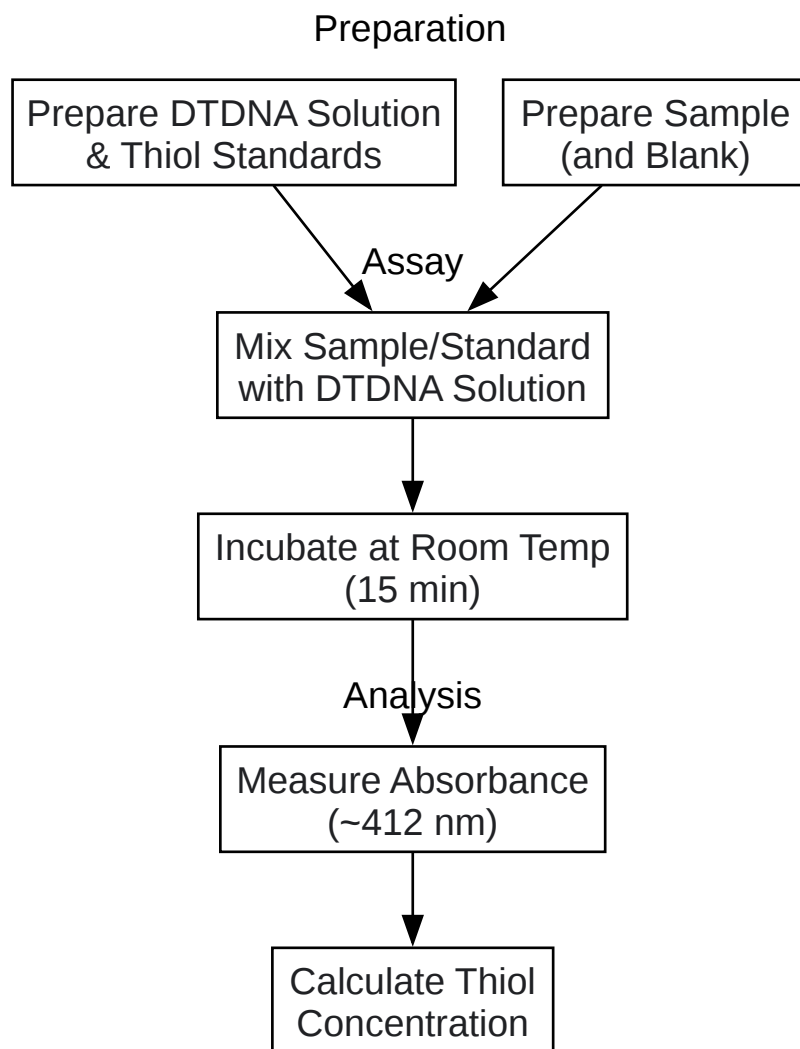 Preparation
Prepare DTDNA Solution
& Thiol Standards
Prepare Sample
(and Blank)
Assay
Mix Sample/Standard
with DTDNA Solution
Incubate at Room Temp
(15 min)
Analysis
Measure Absorbance
(~412 nm)
Calculate Thiol
Concentration